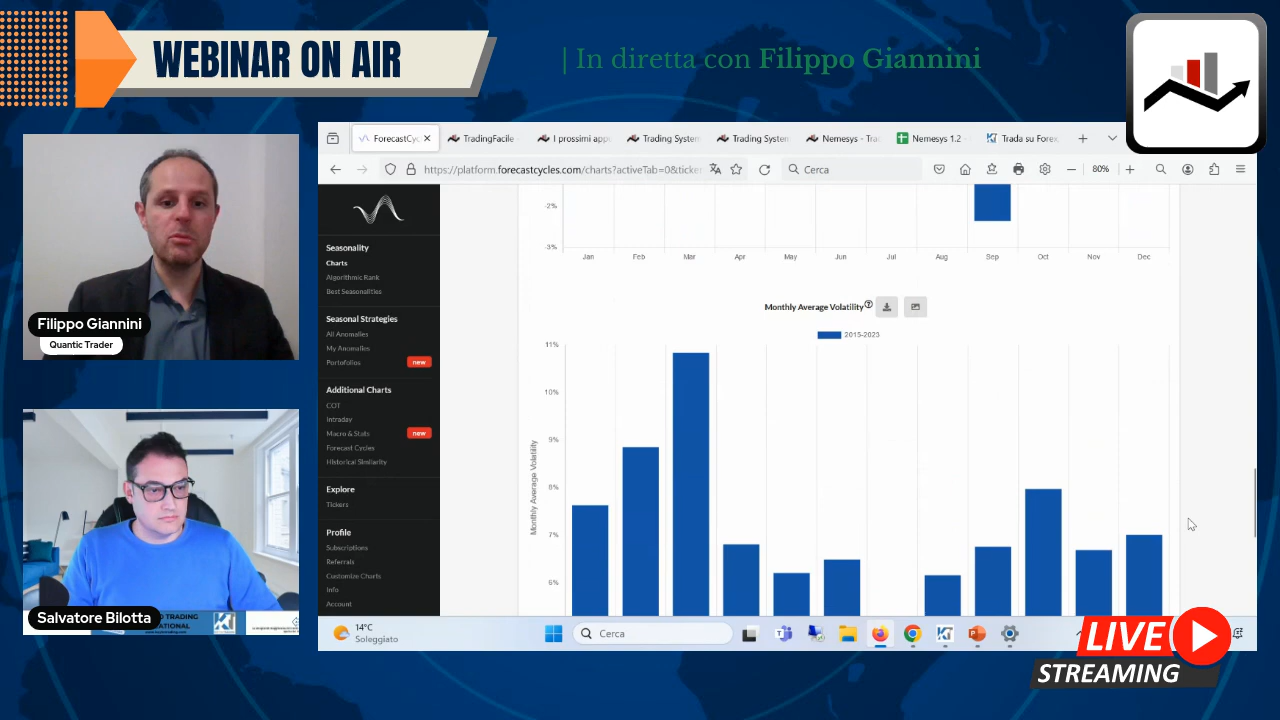 WEBINAR ON AIR
| In diretta con Filippo Giannini
ForecastCyc
TradingFacile
I prossimi appu
Trading System
Trading System
Nemesys - Trad
Nemesys 1.2 -
Trada su Forex,
https://platform.forecastcycles.com/charts?activeTab=0&ticke
Cerca
80%
Seasonality
Charts
Algorithmic Rank
Best Seasonalities
Seasonal Strategies
All Anomalies
My Anomalies
Portofolios
new
Additional Charts
COT
Intraday
Macro & Stats
new
Forecast Cycles
Historical Similarity
Explore
Tickers
Profile
Subscriptions
Referrals
Customize Charts
Info
Account
-2%
-3%
Jan Feb Mar Apr May Jun Jul Aug Sep Oct Nov Dec
Monthly Average Volatility
2015-2023
11%
10%
9%
8%
7%
6%
Monthly Average Volatility
Filippo Giannini
Quantic Trader
Salvatore Bilotta
TRADING
14°C
Soleggiato
Cerca
LIVE
STREAMING